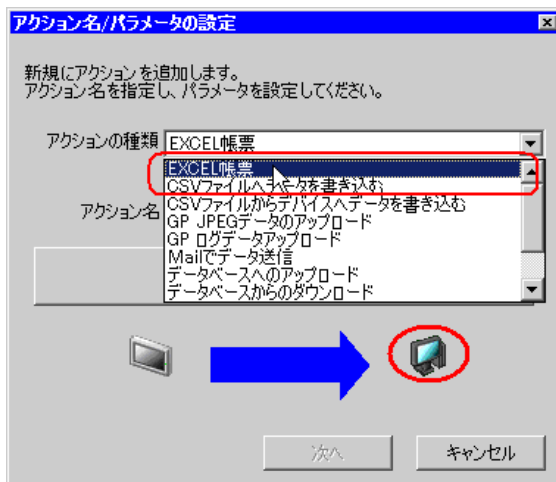 アクション名/パラメータの設定
新規にアクションを追加します。
アクション名を指定し、パラメータを設定してください。
アクションの種類 EXCEL帳票
EXCEL帳票
CSVファイルへデータを書き込む
アクション名 CSVファイルからデバイスへデータを書き込む
GP JPEGデータのアップロード
GP ログデータアップロード
Mailでデータ送信
データベースへのアップロード
データベースからのダウンロード
次へ キャンセル